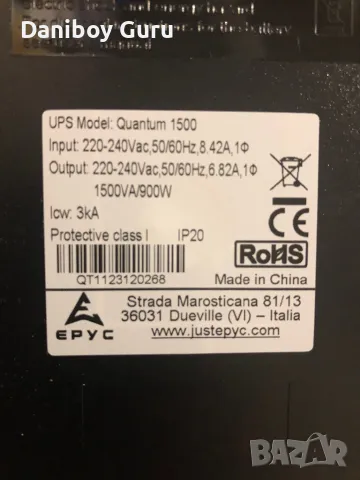 Daniboy Guru
UPS Model: Quantum 1500
Input: 220-240Vac,50/60Hz,8.42A,1Φ
Output: 220-240Vac,50/60Hz,6.82A,1Φ
1500VA/900W
Icw: 3kA
Protective class I IP20
CE
RoHS
QT1123120268
Made in China
EPYC
Strada Marosticana 81/13
36031 Dueville (VI) – Italia
www.justepyc.com
BAZAR